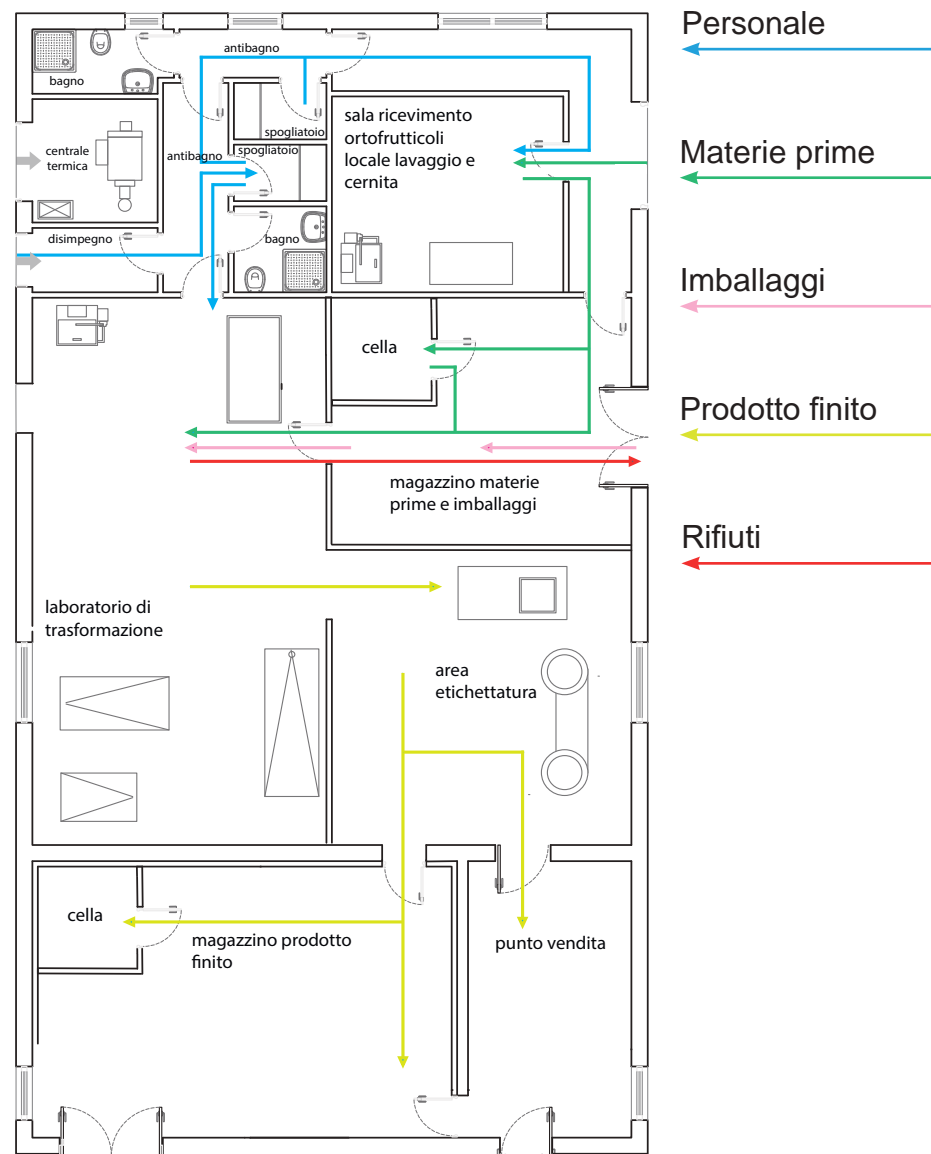 Personale
Materie prime
Imballaggi
Prodotto finito
Rifiuti
antibagno
bagno
spogliatoio
sala ricevimento
ortofrutticoli
locale lavaggio e
cernita
centrale
termica
antibagno
spogliatoio
disimpegno
bagno
cella
magazzino materie
prime e imballaggi
laboratorio di
trasformazione
area
etichettatura
cella
magazzino prodotto
finito
punto vendita